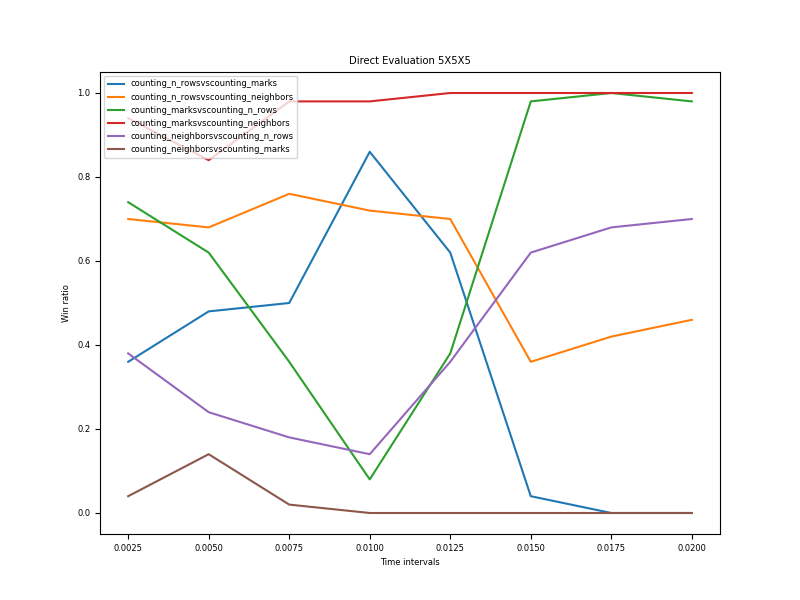 Direct Evaluation 5X5X5
counting_n_rowsvscounting_marks
counting_n_rowsvscounting_neighbors
counting_marksvscounting_n_rows
counting_marksvscounting_neighbors
counting_neighborsvscounting_n_rows
counting_neighborsvscounting_marks
1.0
0.8
0.6
0.4
0.2
0.0
Win ratio
0.0025 0.0050 0.0075 0.0100 0.0125 0.0150 0.0175 0.0200
Time intervals